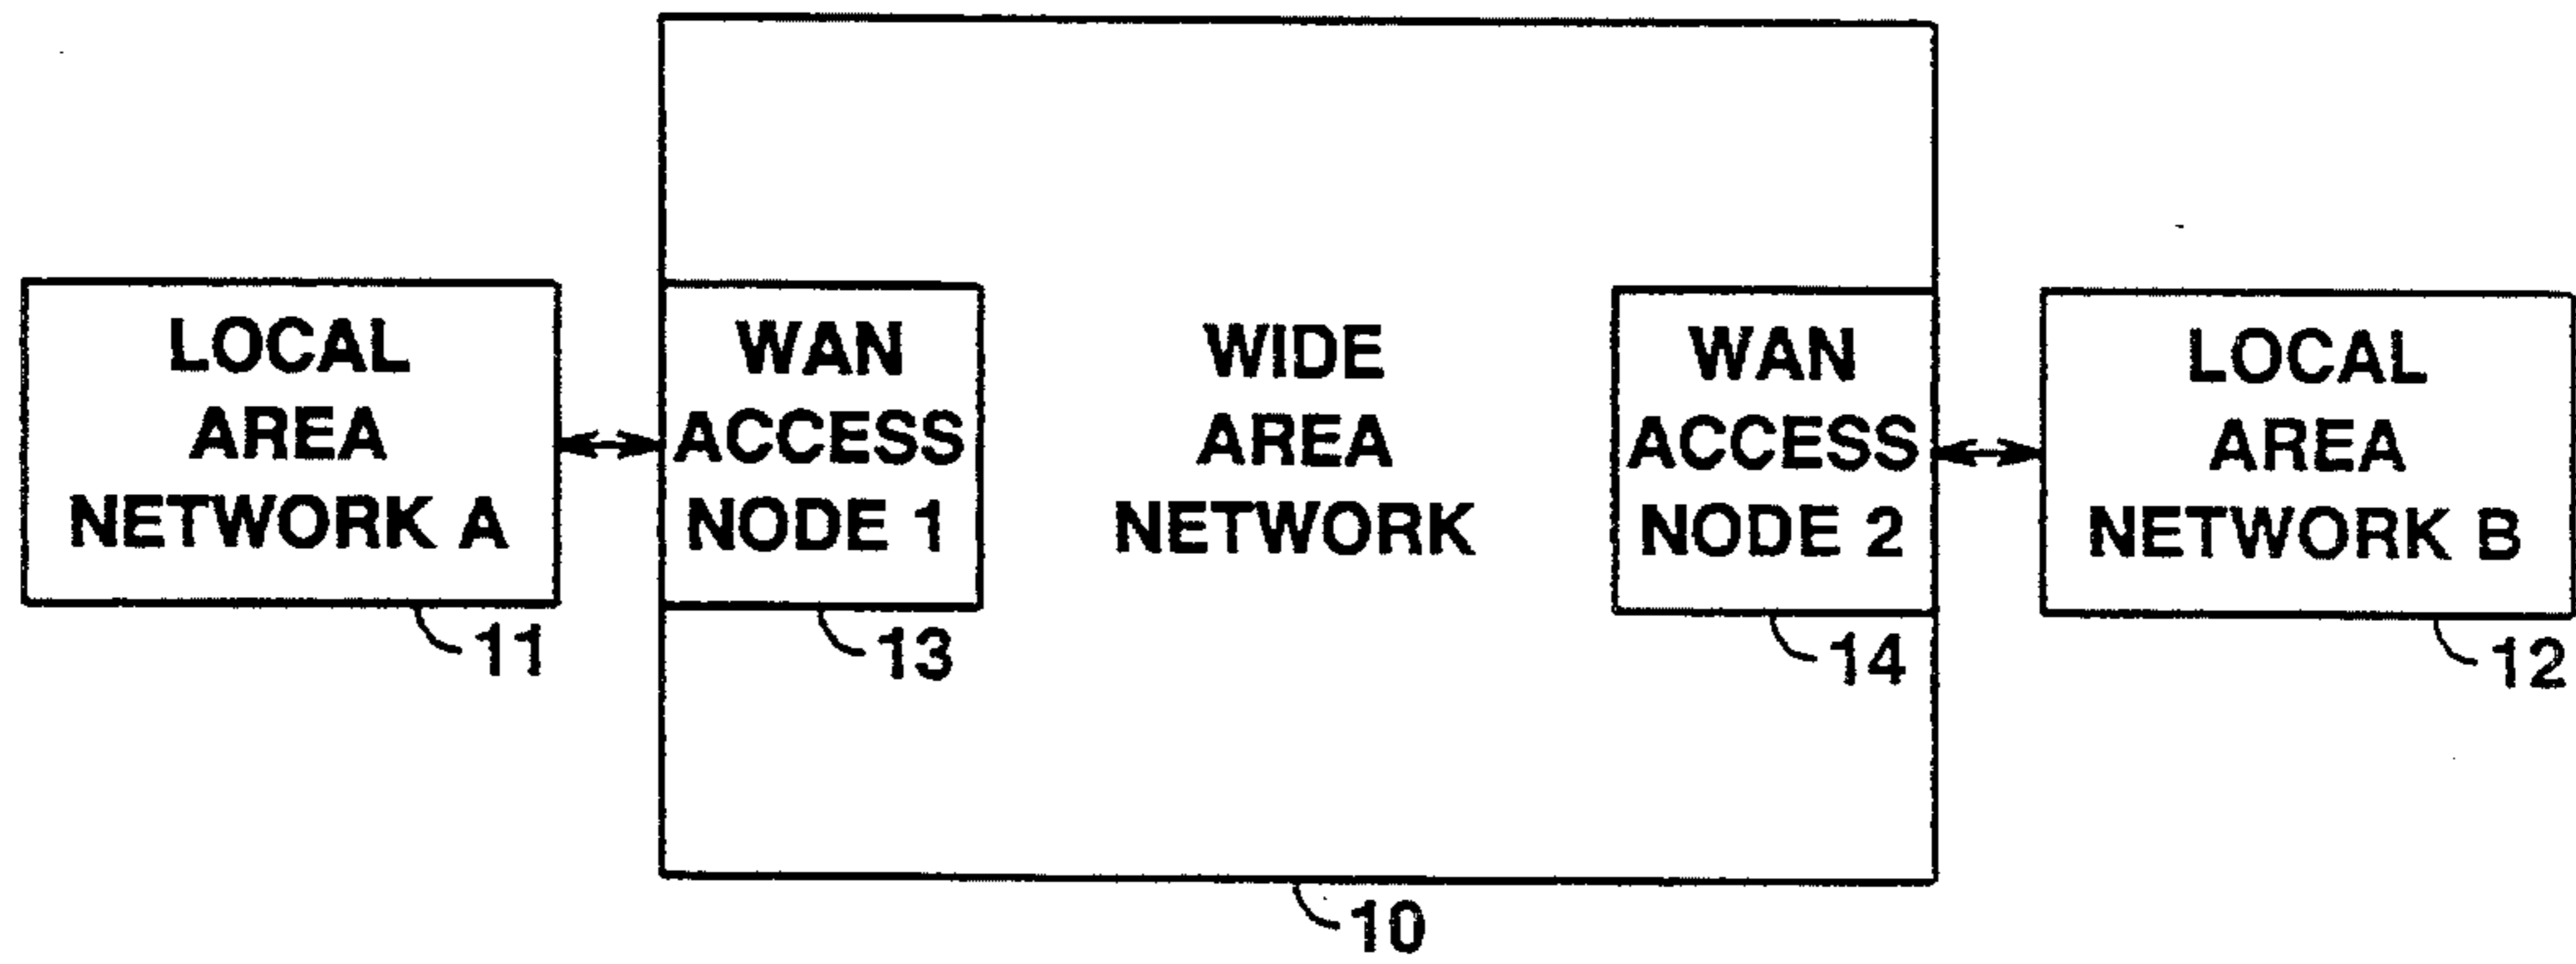 LOCAL
AREA
NETWORK A
11
WAN
ACCESS
NODE 1
13
WIDE
AREA
NETWORK
10
WAN
ACCESS
NODE 2
14
LOCAL
AREA
NETWORK B
12